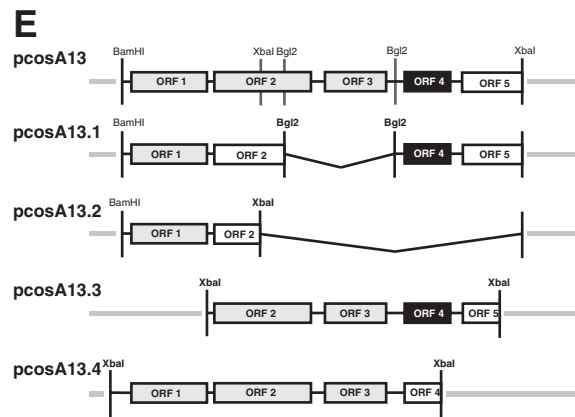 E
BamHI XbaI Bgl2 Bgl2 XbaI
pcosA13
ORF 1 ORF 2 ORF 3 ORF 4 ORF 5
BamHI Bgl2 Bgl2
pcosA13.1
ORF 1 ORF 2 ORF 4 ORF 5
BamHI XbaI
pcosA13.2
ORF 1 ORF 2
XbaI XbaI
pcosA13.3
ORF 2 ORF 3 ORF 4 ORF 5
pcosA13.4 XbaI XbaI
ORF 1 ORF 2 ORF 3 ORF 4